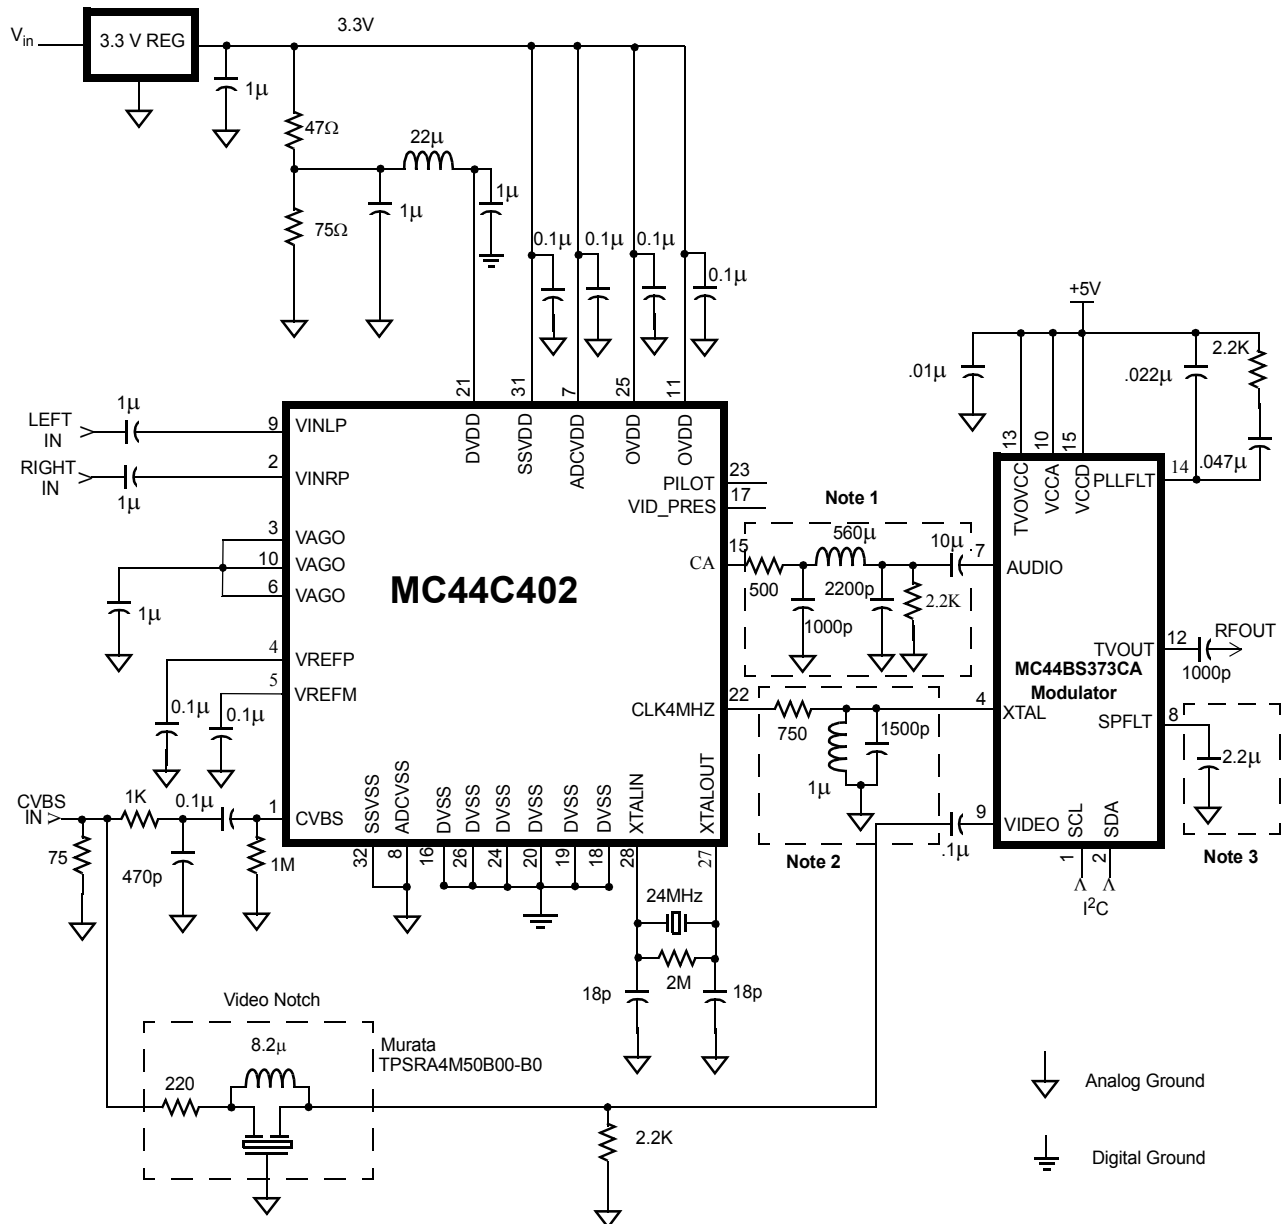 Vin
3.3 V REG
3.3V
1μ
47Ω
22μ
1μ
1μ
75Ω
0.1μ
0.1μ
0.1μ
0.1μ
+5V
.01μ
.022μ
2.2K
.047μ
21
31
7
25
11
DVDD
SSVDD
ADCVDD
OVDD
OVDD
LEFT
IN
1μ
9
VINLP
RIGHT
IN
1μ
2
VINRP
3
VAGO
10
VAGO
6
VAGO
1μ
4
VREFP
5
VREFM
0.1μ
0.1μ
MC44C402
PILOT
23
VID_PRES
17
CA
15
CLK4MHZ
22
Note 1
500
560μ
1000p
2200p
2.2K
10μ
7
AUDIO
13
10
15
TVOVCC
VCCA
VCCD
PLLFLT
14
TVOUT
12
RFOUT
1000p
MC44BS373CA
Modulator
4
XTAL
SPFLT
8
2.2μ
Note 3
750
1μ
1500p
Note 2
9
VIDEO
.1μ
SCL
SDA
1
2
I²C
CVBS
IN
1K
0.1μ
1
CVBS
75
470p
1M
SSVSS
ADCVSS
DVSS
DVSS
DVSS
DVSS
DVSS
DVSS
XTALIN
XTALOUT
32
8
16
26
24
20
19
18
28
27
24MHz
2M
18p
18p
Video Notch
8.2μ
220
Murata
TPSRA4M50B00-B0
2.2K
Analog Ground
Digital Ground